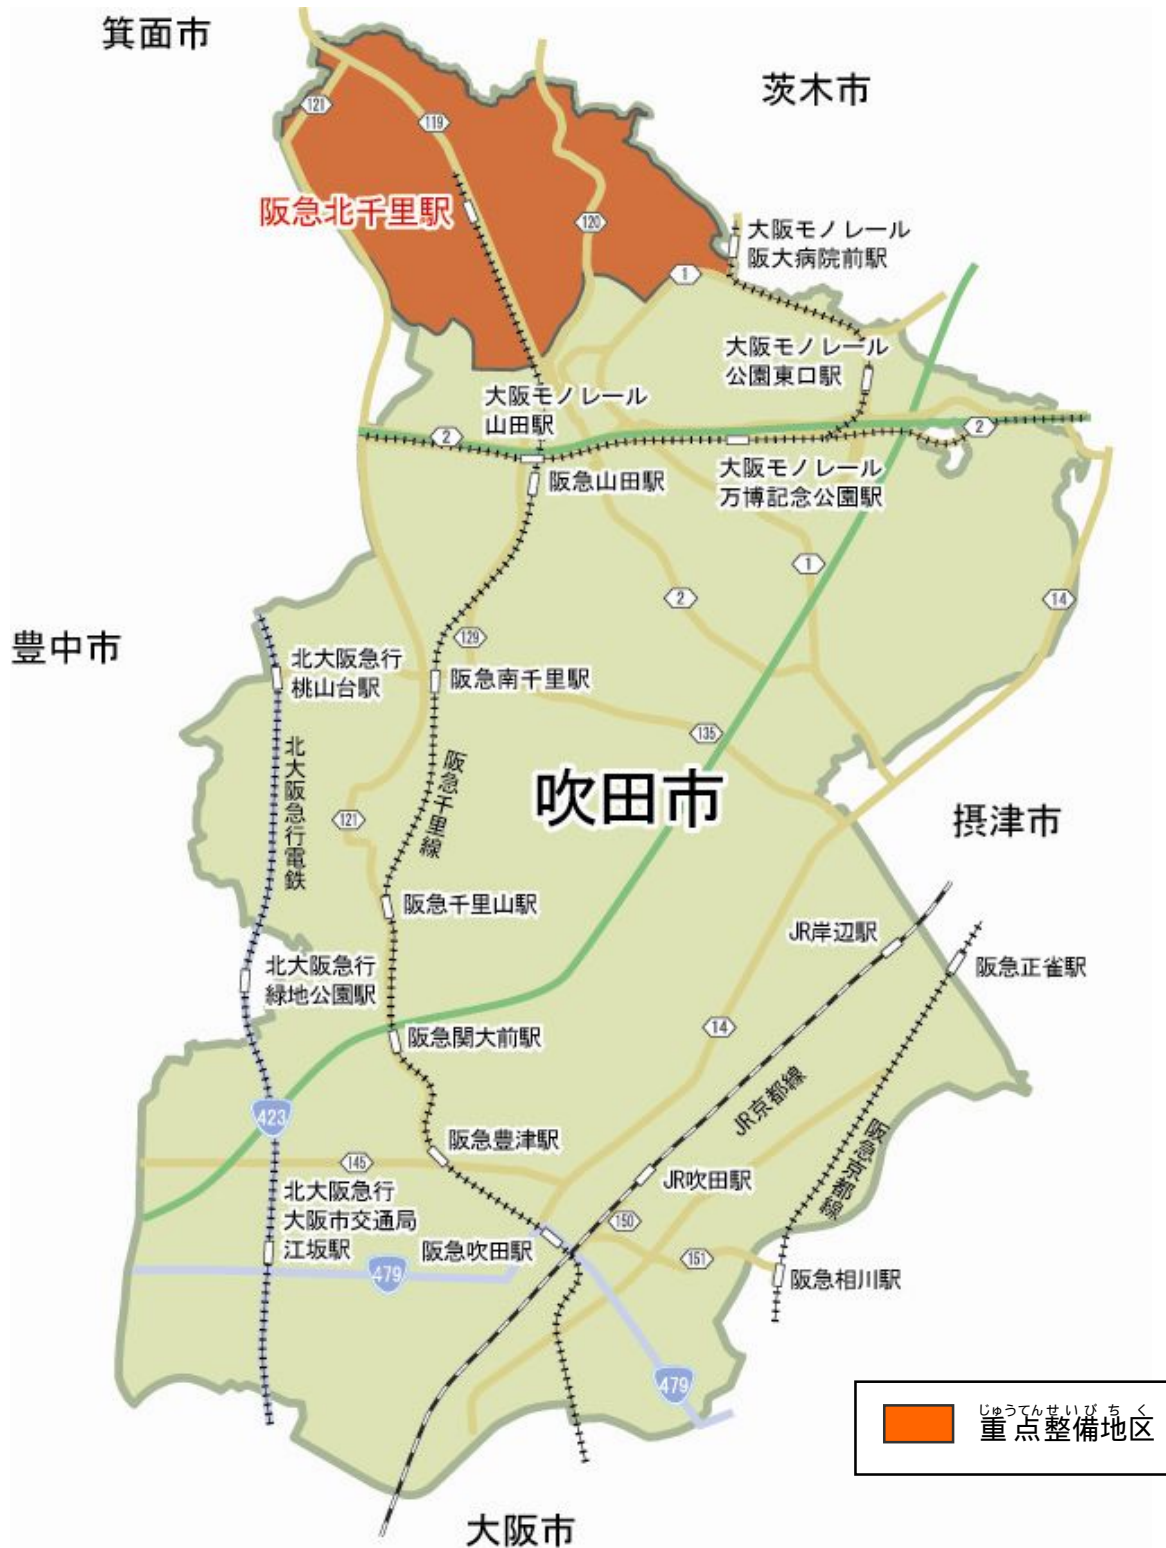 箕面市
茨木市
121
119
阪急北千里駅
120
大阪モノレール
阪大病院前駅
1
大阪モノレール
公園東口駅
大阪モノレール
山田駅
2
2
阪急山田駅
大阪モノレール
万博記念公園駅
1
2
14
129
豊中市
北大阪急行
桃山台駅
阪急南千里駅
135
北大阪急行電鉄
阪急千里線
吹田市
121
摂津市
阪急千里山駅
JR岸辺駅
北大阪急行
緑地公園駅
阪急正雀駅
14
阪急関大前駅
JR京都線
423
阪急豊津駅
阪急京都線
145
JR吹田駅
北大阪急行
大阪市交通局
江坂駅
150
阪急吹田駅
151
479
阪急相川駅
479
じゅうてんせいびちく
重点整備地区
大阪市